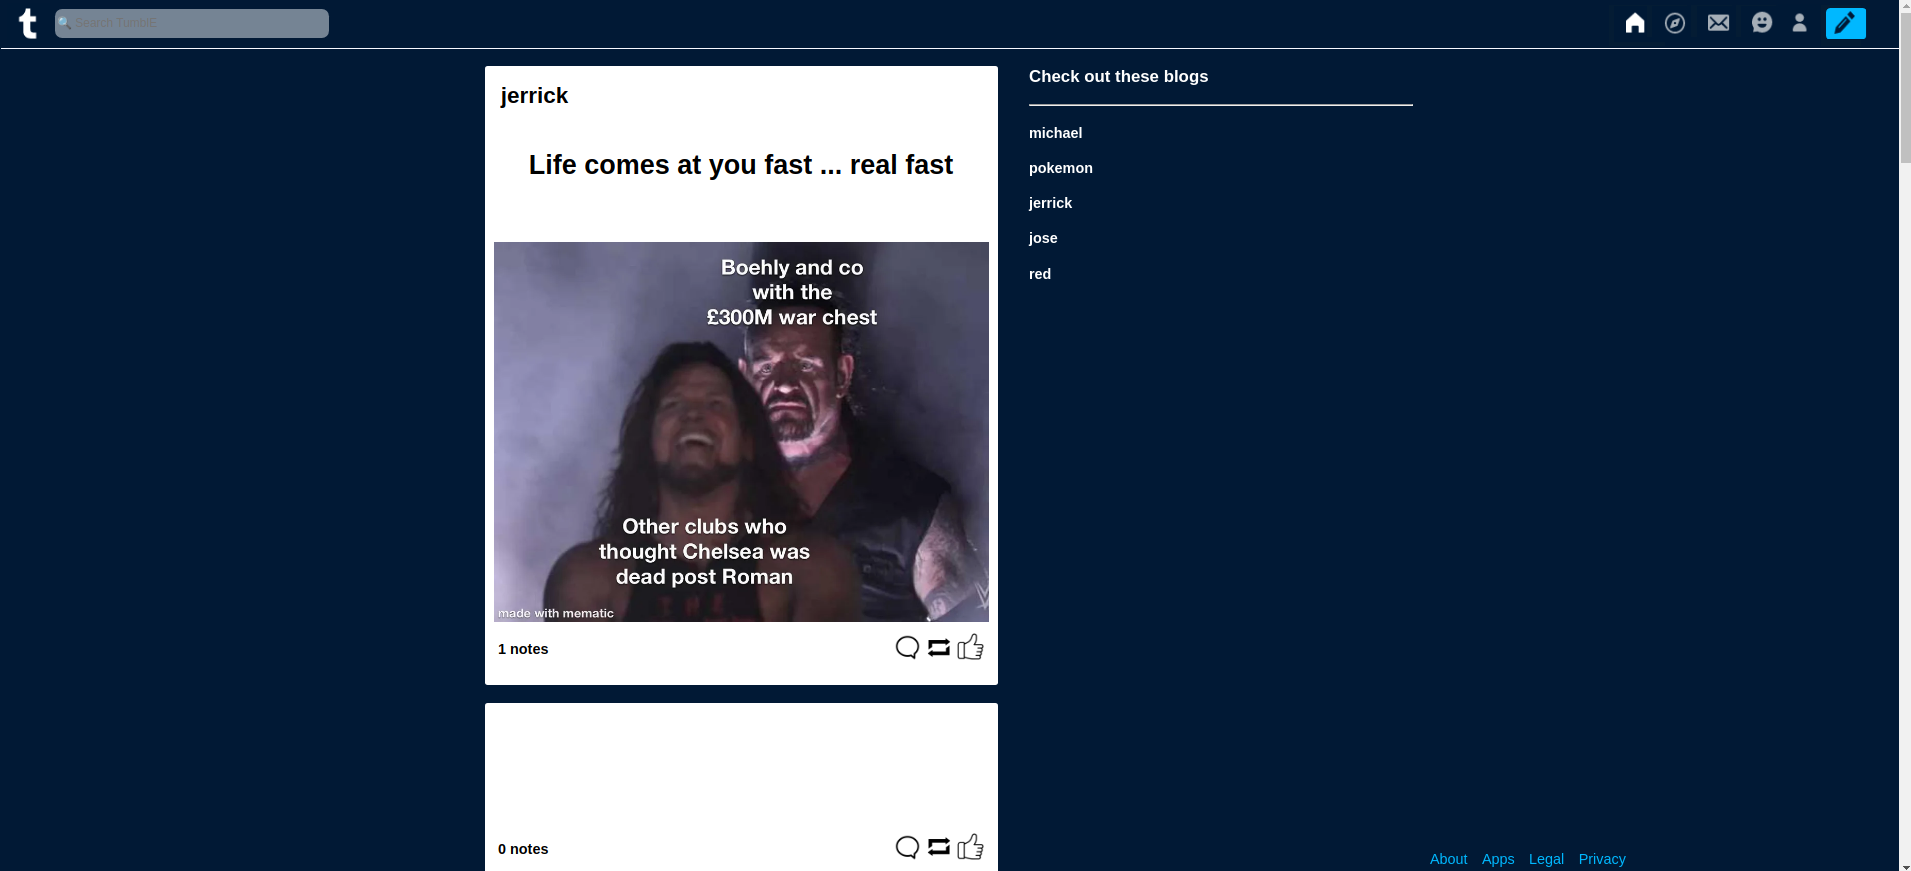 t
Search TumblE
jerrick
Life comes at you fast ... real fast
Boehly and co
with the
£300M war chest
Other clubs who
thought Chelsea was
dead post Roman
made with mematic
1 notes
0 notes
Check out these blogs
michael
pokemon
jerrick
jose
red
About Apps Legal Privacy